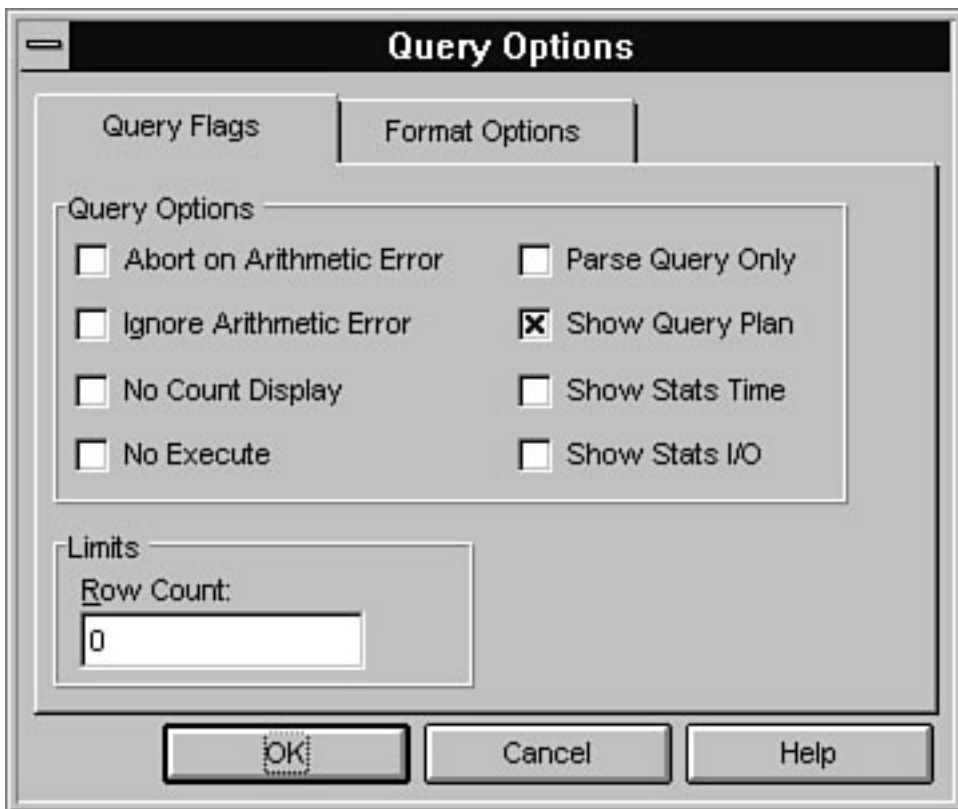 Query Options
Query Flags
Format Options
Query Options
Abort on Arithmetic Error
Parse Query Only
Ignore Arithmetic Error
Show Query Plan
No Count Display
Show Stats Time
No Execute
Show Stats I/O
Limits
Row Count:
0
OK
Cancel
Help